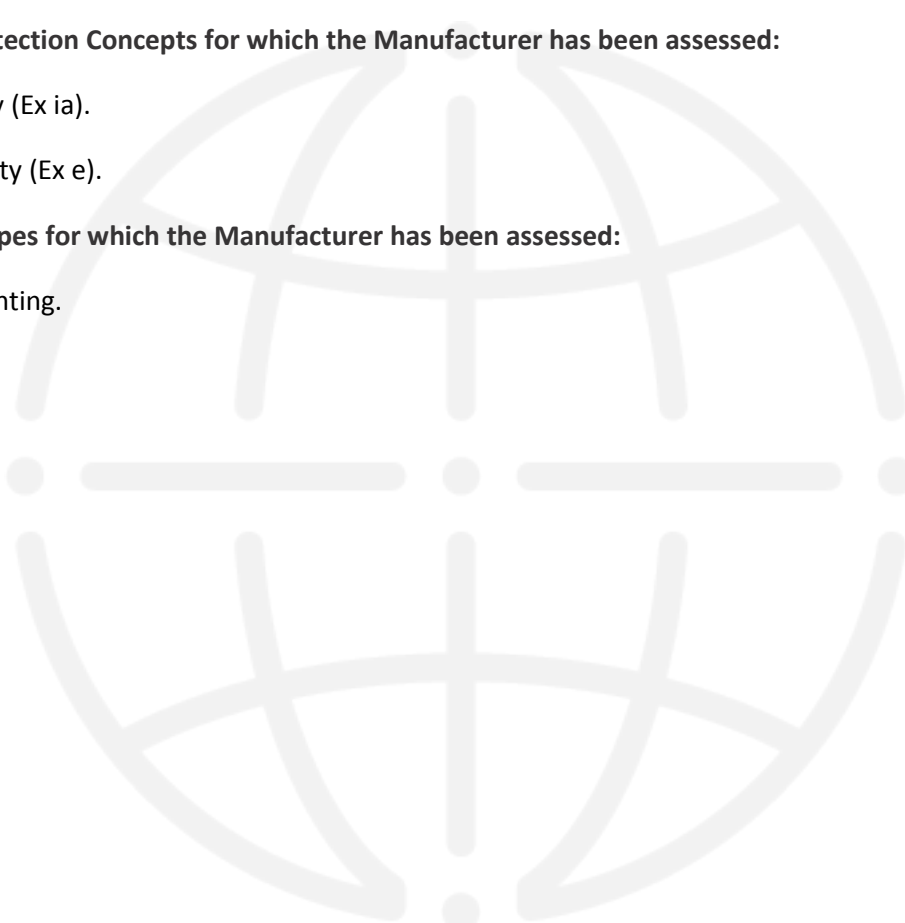 tection Concepts for which the Manufacturer has been assessed:
y (Ex ia).
ty (Ex e).
pes for which the Manufacturer has been assessed:
nting.